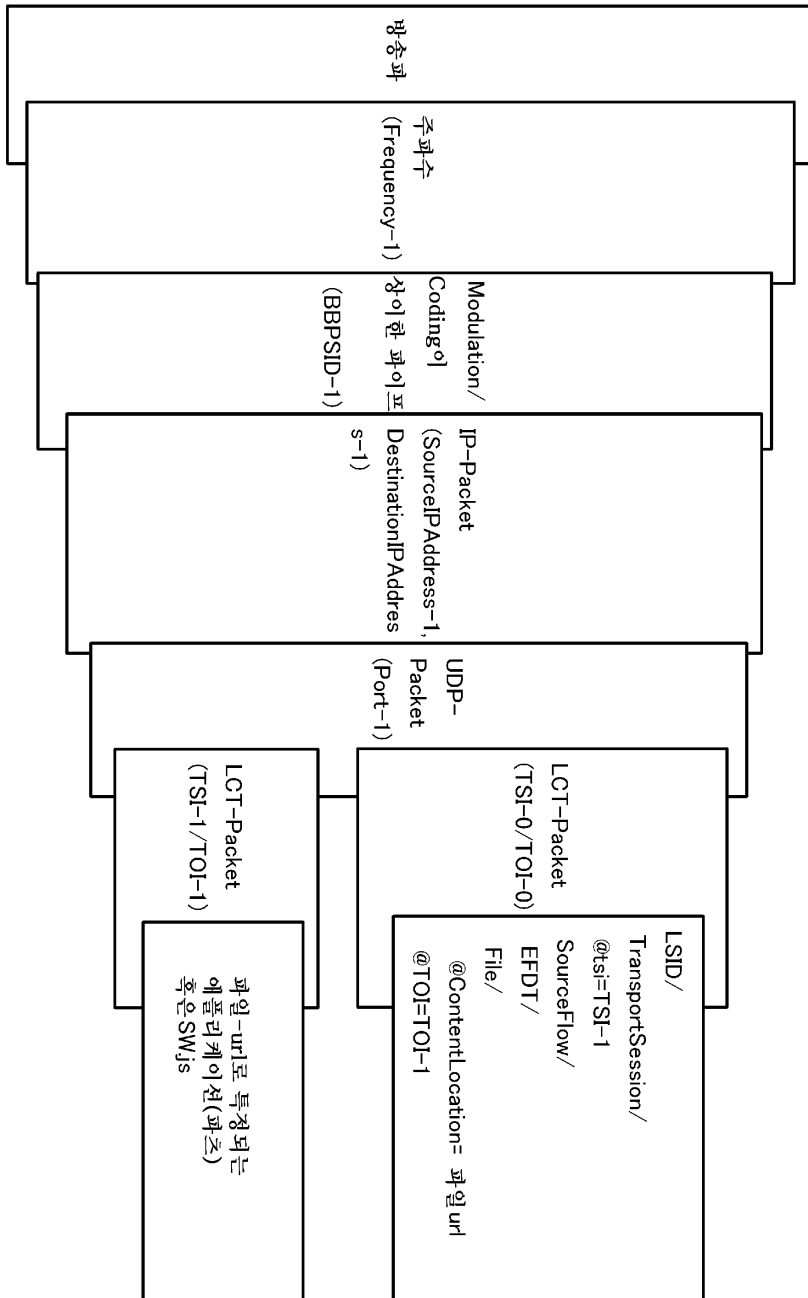 방송파
주파수
(Frequency-1)
Modulation/
Coding이
상이한 파이프
(BBPSID-1)
IP-Packet
(SourceIPAddress-1,
DestinationIPAddres
s-1)
UDP-
Packet
(Port-1)
LCT-Packet
(TSI-0/TOI-0)
LSID/
TransportSession/
@tsi=TSI-1
SourceFlow/
EFDT/
File/
@ContentLocation= 파일url
@TOI=TOI-1
LCT-Packet
(TSI-1/TOI-1)
파일-url로 특정되는
애플리케이션(파츠)
혹은SW.js